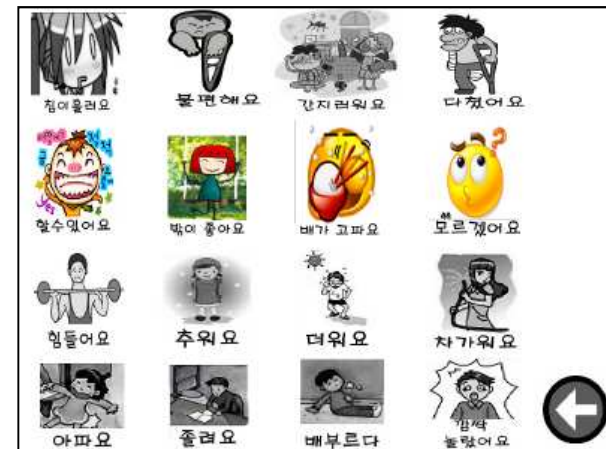 침이흘러요
불편해요
간지러워요
다쳤어요
할수있어요
밖이 좋아요
배가 고파요
모르겠어요
힘들어요
추워요
더워요
차가워요
아파요
졸려요
배부르다
깜짝
놀랐어요